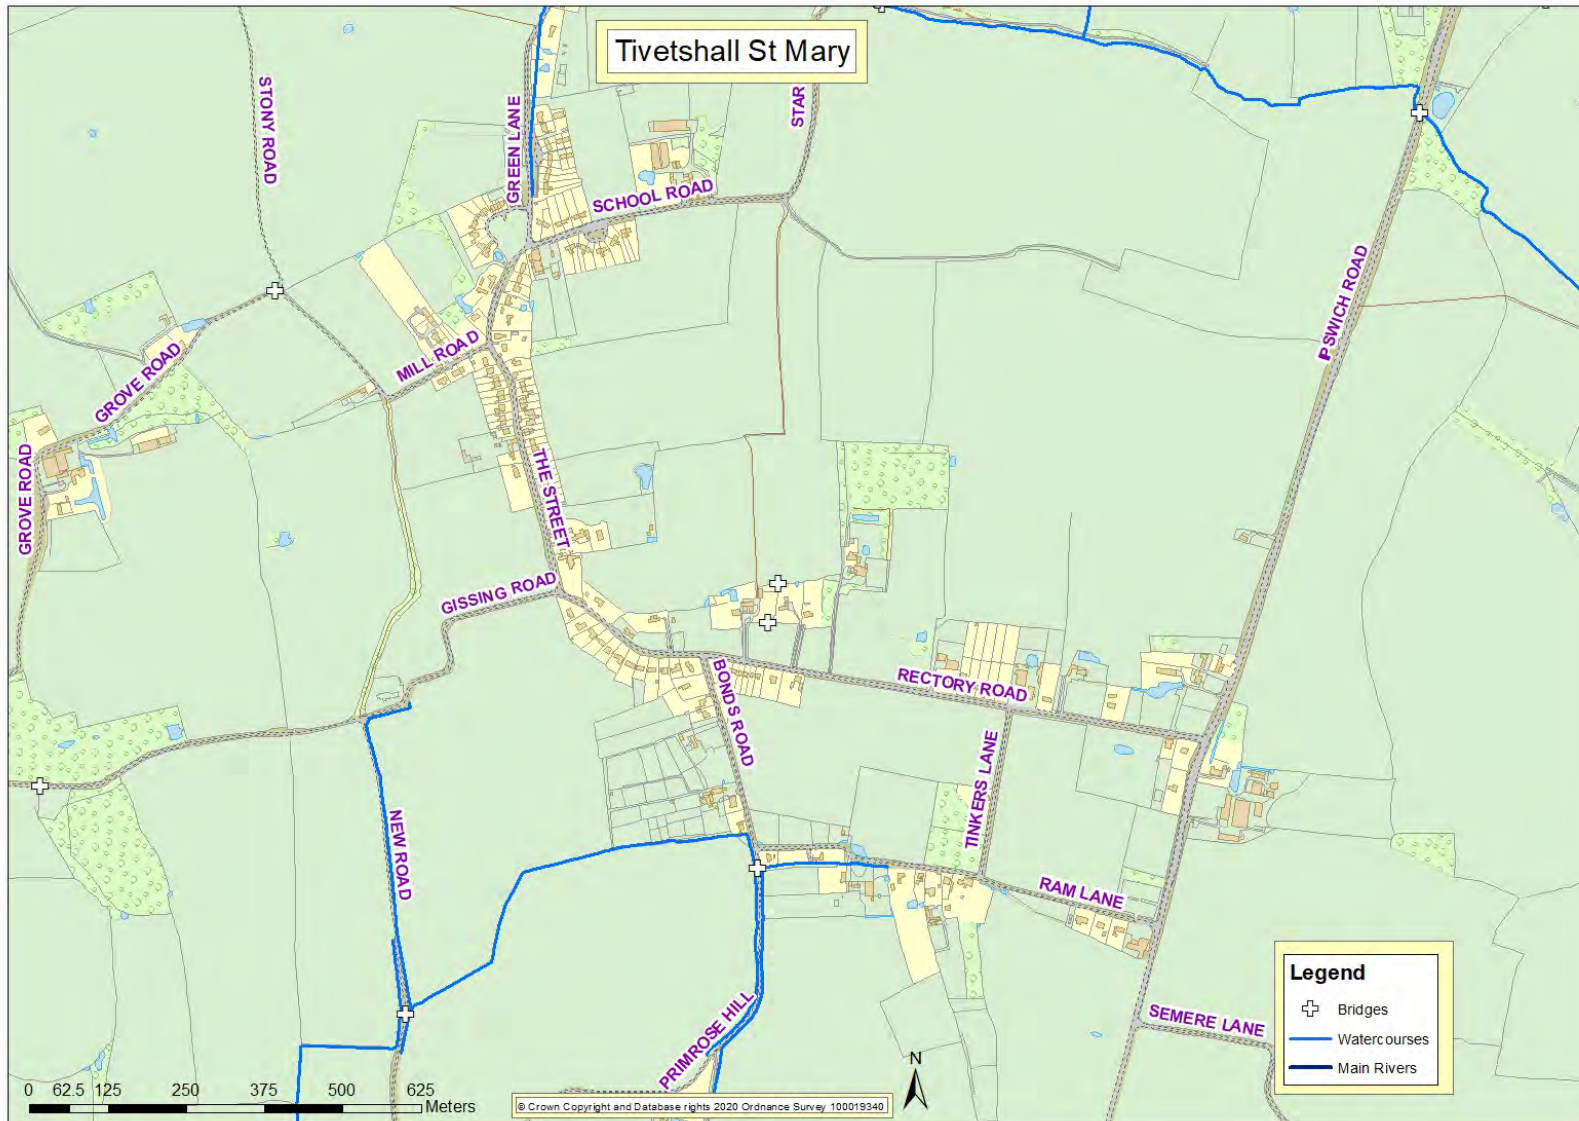 Tivetshall St Mary
STONY ROAD
GREEN LANE
STAR
SCHOOL ROAD
IPSWICH ROAD
MILL ROAD
GROVE ROAD
GROVE ROAD
THE STREET
GISSING ROAD
RECTORY ROAD
BONDS ROAD
TINKERS LANE
NEW ROAD
RAM LANE
PRIMROSE HILL
SEMERE LANE
Legend
Bridges
Watercourses
Main Rivers
N
0 62.5 125 250 375 500 625
Meters
© Crown Copyright and Database rights 2020 Ordnance Survey 100019340